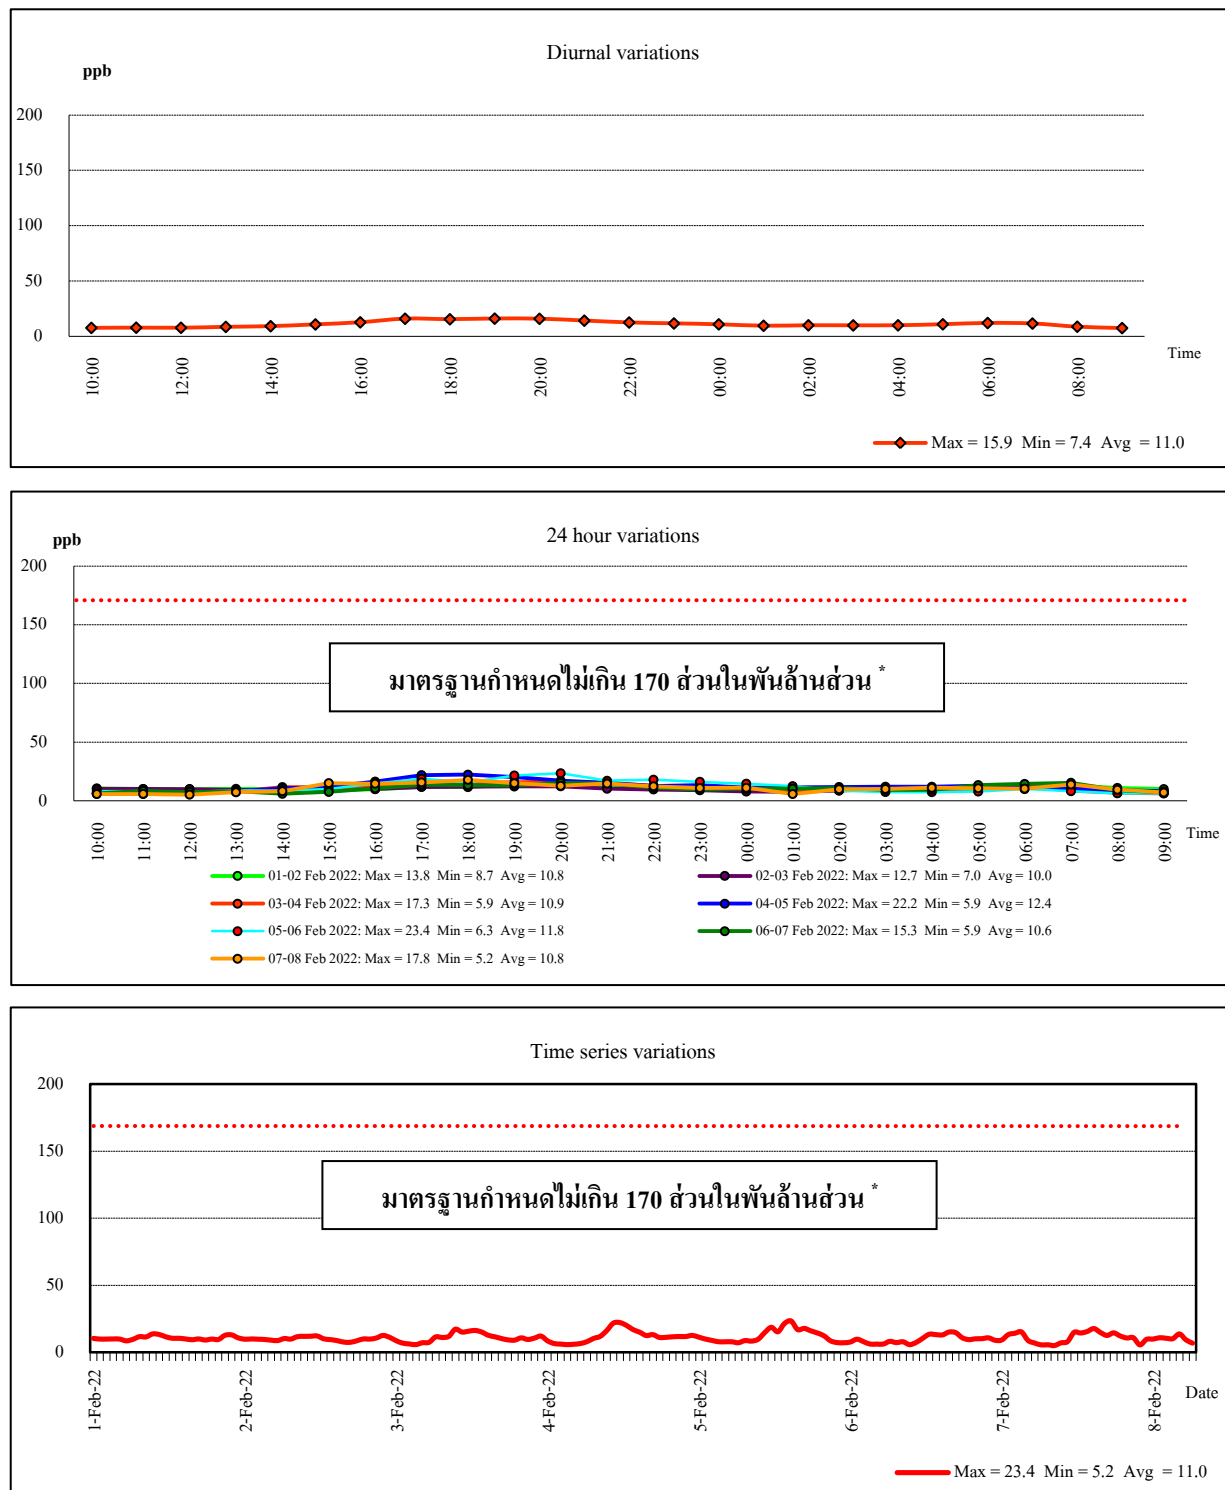 Diurnal variations
ppb
200
150
100
50
0
10:00 12:00 14:00 16:00 18:00 20:00 22:00 00:00 02:00 04:00 06:00 08:00
Time
Max = 15.9 Min = 7.4 Avg = 11.0
24 hour variations
ppb
200
150
100
50
0
มาตรฐานกำหนดไม่เกิน 170 ส่วนในพันล้านส่วน *
10:00 11:00 12:00 13:00 14:00 15:00 16:00 17:00 18:00 19:00 20:00 21:00 22:00 23:00 00:00 01:00 02:00 03:00 04:00 05:00 06:00 07:00 08:00 09:00
Time
01-02 Feb 2022: Max = 13.8 Min = 8.7 Avg = 10.8
02-03 Feb 2022: Max = 12.7 Min = 7.0 Avg = 10.0
03-04 Feb 2022: Max = 17.3 Min = 5.9 Avg = 10.9
04-05 Feb 2022: Max = 22.2 Min = 5.9 Avg = 12.4
05-06 Feb 2022: Max = 23.4 Min = 6.3 Avg = 11.8
06-07 Feb 2022: Max = 15.3 Min = 5.9 Avg = 10.6
07-08 Feb 2022: Max = 17.8 Min = 5.2 Avg = 10.8
Time series variations
200
150
100
50
0
มาตรฐานกำหนดไม่เกิน 170 ส่วนในพันล้านส่วน *
1-Feb-22 2-Feb-22 3-Feb-22 4-Feb-22 5-Feb-22 6-Feb-22 7-Feb-22 8-Feb-22
Date
Max = 23.4 Min = 5.2 Avg = 11.0